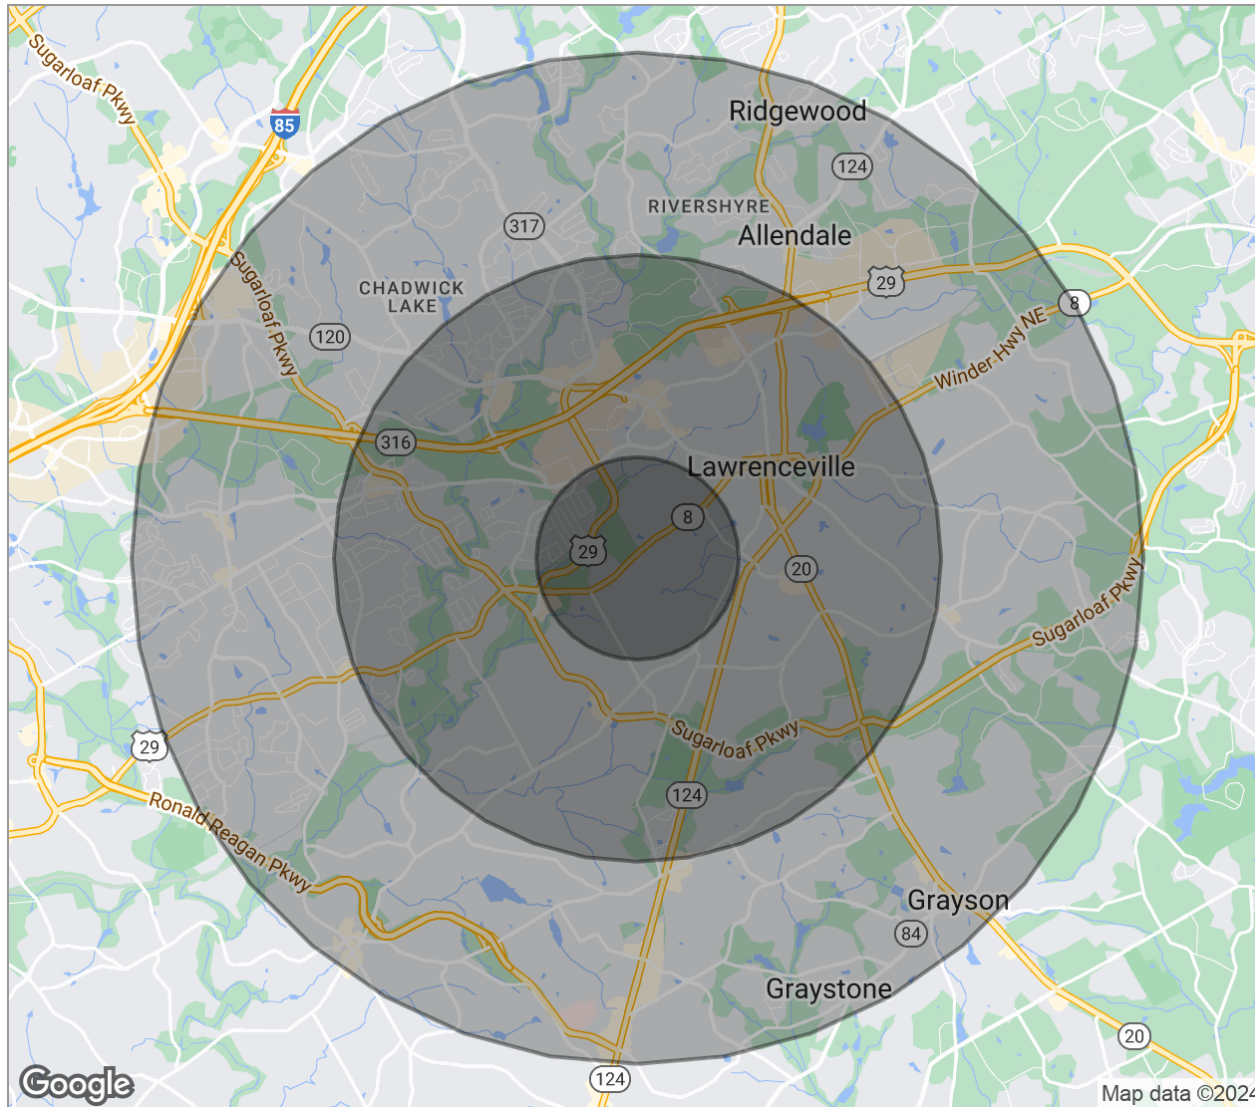 Sugarloaf Pkwy
85
Ridgewood
124
RIVERSHYRE
317
Allendale
Sugarloaf Pkwy
CHADWICK
LAKE
29
8
120
Winder Hwy NE
316
Lawrenceville
8
29
20
Sugarloaf Pkwy
Sugarloaf Pkwy
29
124
Ronald Reagan Pkwy
Grayson
84
Graystone
20
124
Google
Map data ©2024